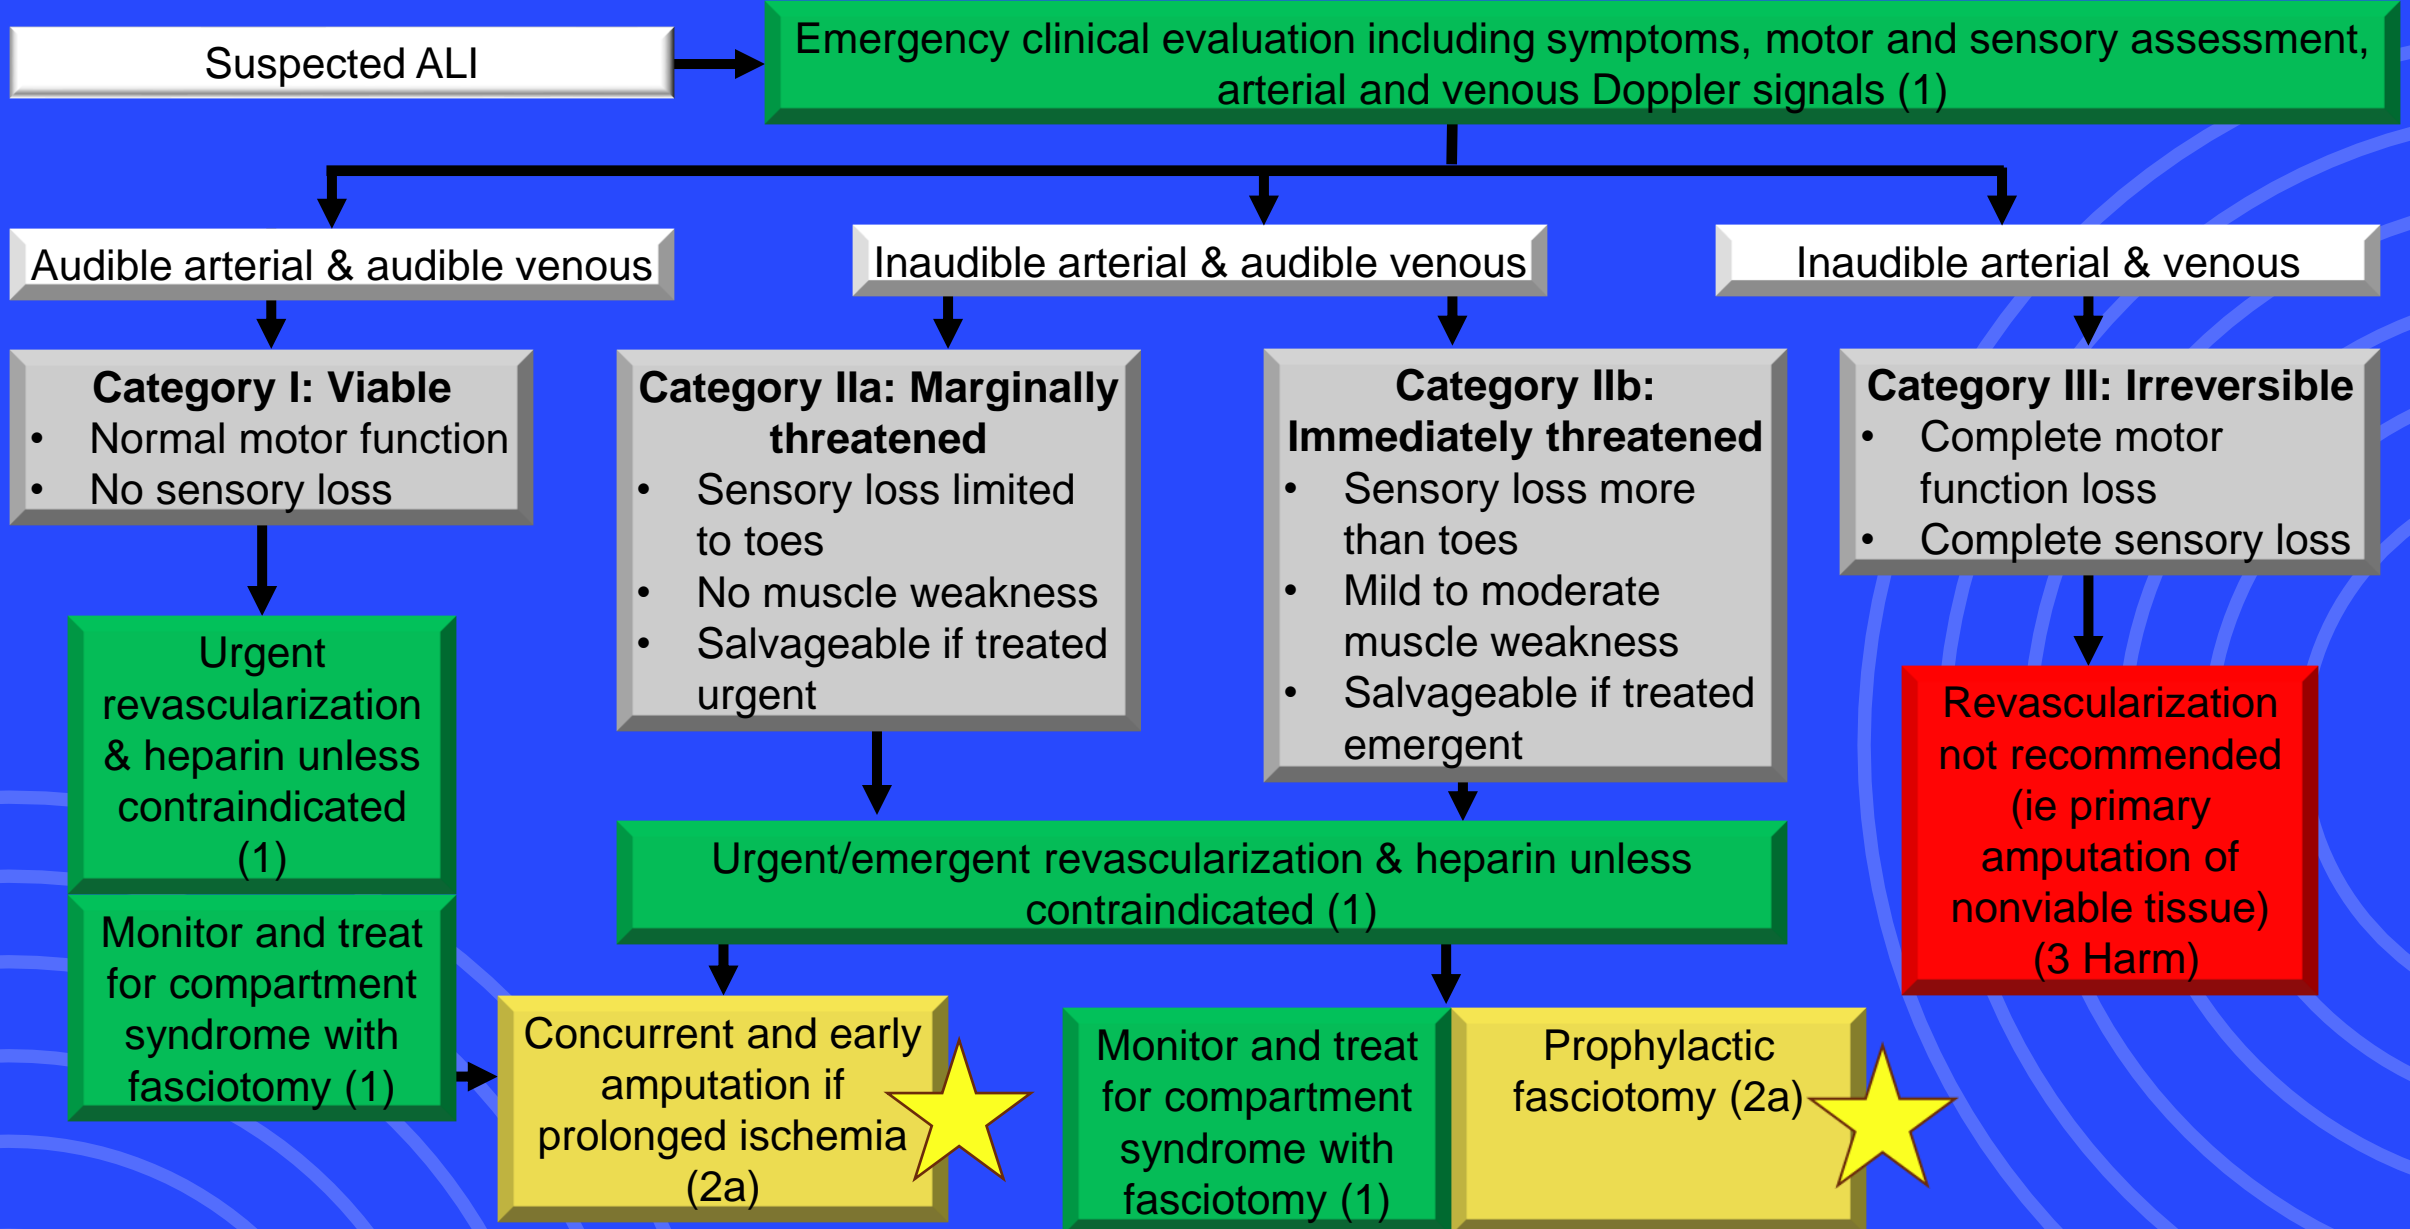 Suspected ALI
Emergency clinical evaluation including symptoms, motor and sensory assessment,
arterial and venous Doppler signals (1)
Audible arterial & audible venous
Inaudible arterial & audible venous
Inaudible arterial & venous
Category I: Viable
• Normal motor function
• No sensory loss
Category IIa: Marginally
threatened
• Sensory loss limited
to toes
• No muscle weakness
• Salvageable if treated
urgent
Category IIb:
Immediately threatened
• Sensory loss more
than toes
• Mild to moderate
muscle weakness
• Salvageable if treated
emergent
Category III: Irreversible
• Complete motor
function loss
• Complete sensory loss
Urgent
revascularization
& heparin unless
contraindicated
(1)
Monitor and treat
for compartment
syndrome with
fasciotomy (1)
Urgent/emergent revascularization & heparin unless
contraindicated (1)
Concurrent and early
amputation if
prolonged ischemia
(2a)
Monitor and treat
for compartment
syndrome with
fasciotomy (1)
Prophylactic
fasciotomy (2a)
Revascularization
not recommended
(ie primary
amputation of
nonviable tissue)
(3 Harm)